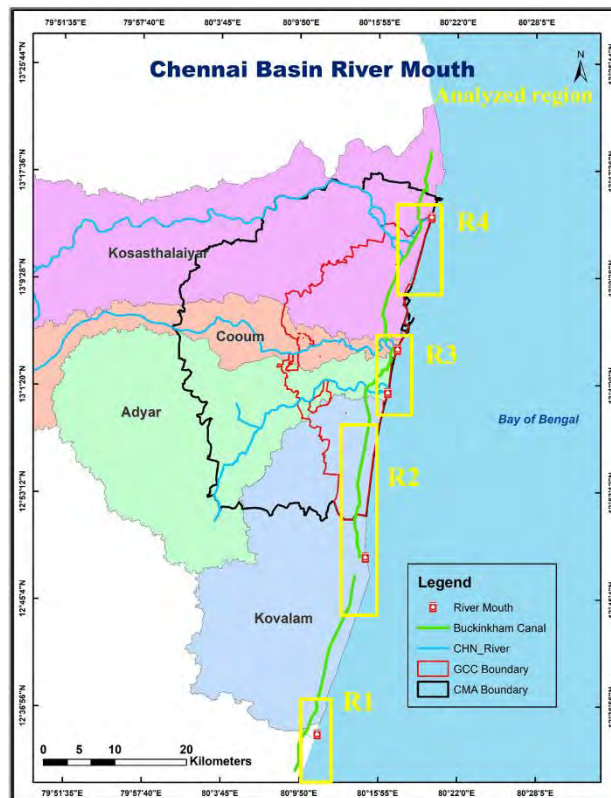 79°51'35"E 79°57'40"E 80°3'45"E 80°9'50"E 80°15'55"E 80°22'0"E 80°28'5"E
Chennai Basin River Mouth
N
Analyzed region
13°25'44"N
13°17'36"N
R4
Kosasthalaiyar
13°9'28"N
Cooum
R3
13°1'20"N
Adyar
Bay of Bengal
R2
12°53'12"N
Legend
River Mouth
Buckinkham Canal
CHN_River
GCC Boundary
CMA Boundary
12°45'4"N
Kovalam
R1
12°36'56"N
0 5 10 20
Kilometers
79°51'35"E 79°57'40"E 80°3'45"E 80°9'50"E 80°15'55"E 80°22'0"E 80°28'5"E